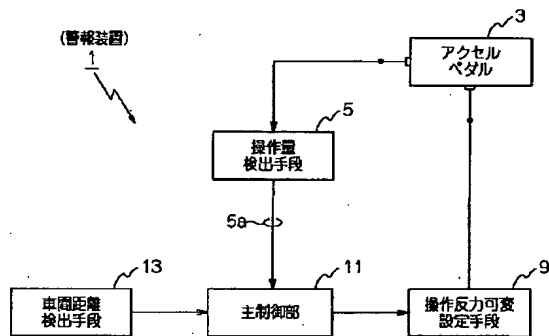 (警報装置)
1
3
アクセル
ペダル
5
操作量
検出手段
5a
13
車間距離
検出手段
11
主制御部
9
操作反力可変
設定手段